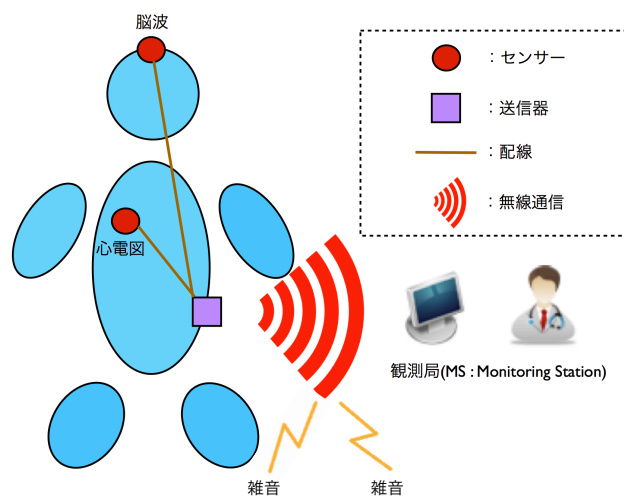 脳波
：センサー
：送信器
：配線
：無線通信
心電図
観測局(MS : Monitoring Station)
雑音
雑音